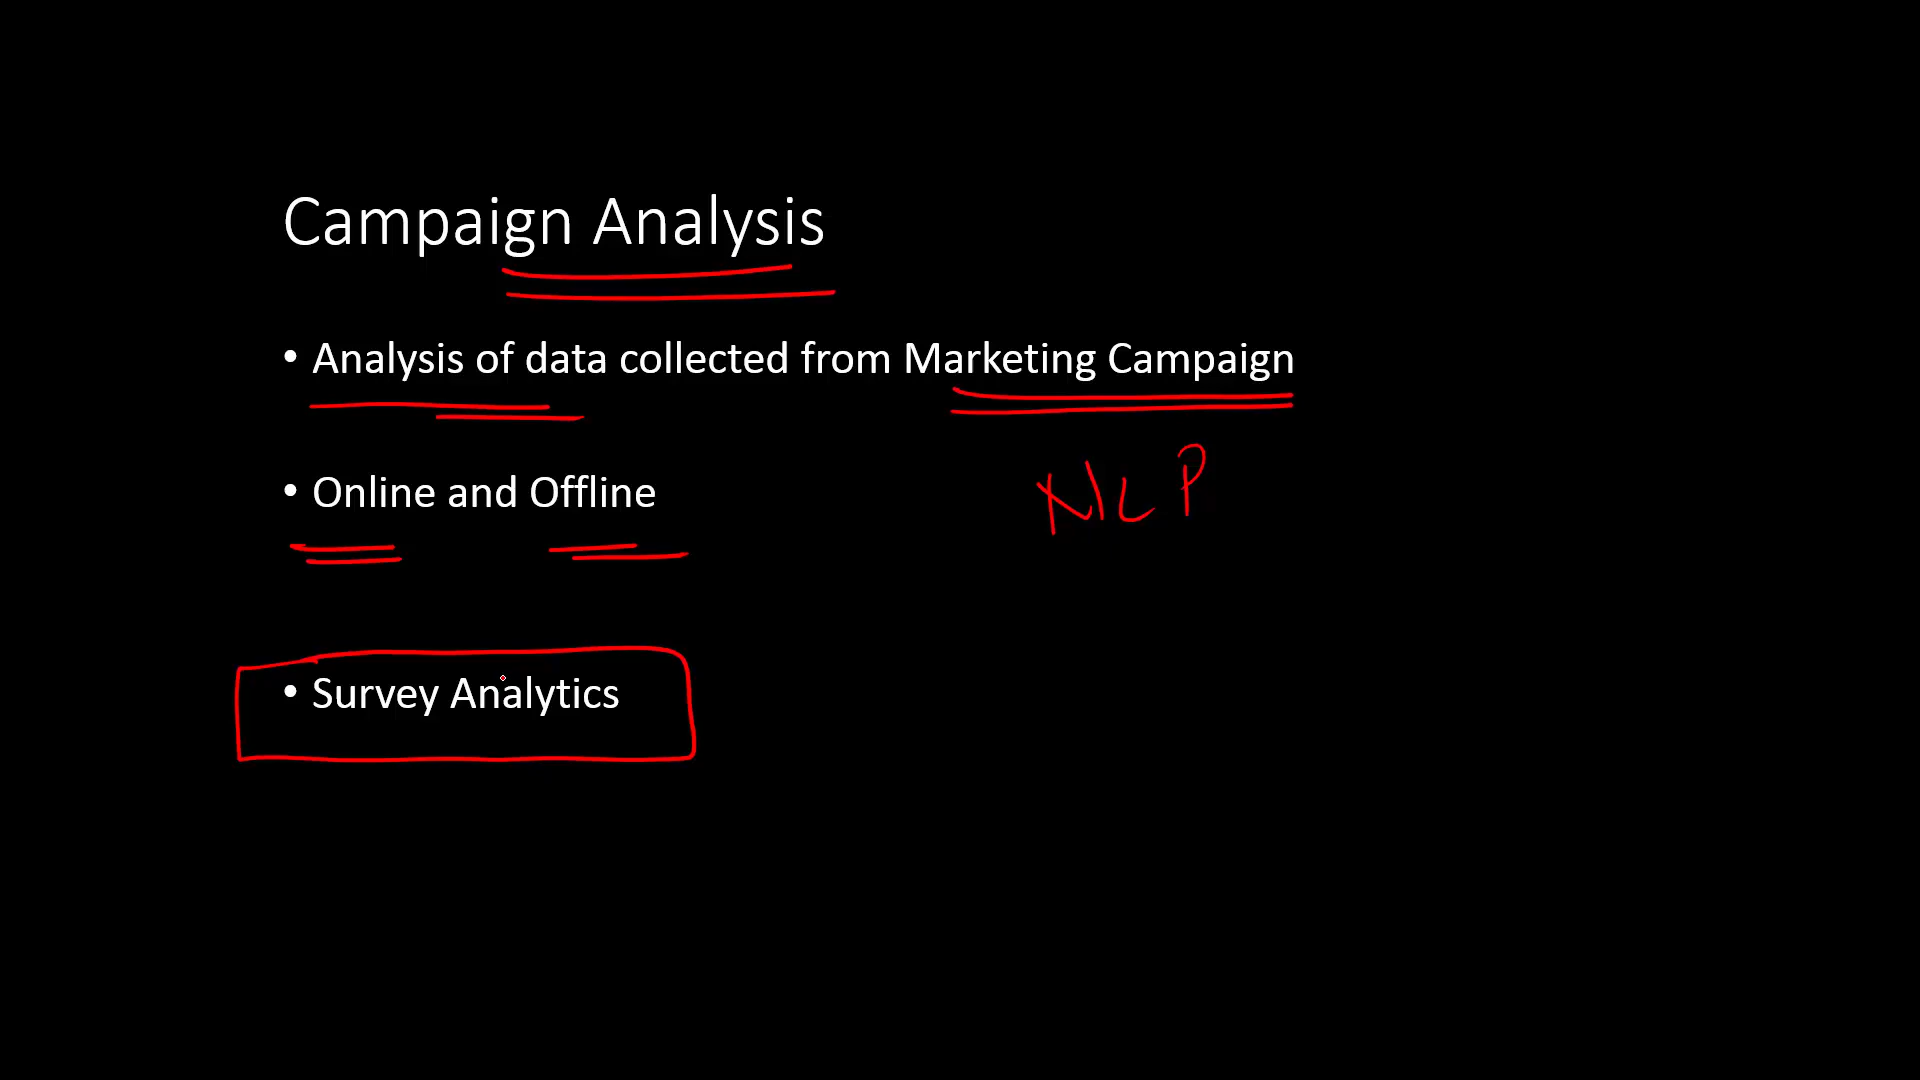 Campaign Analysis
• Analysis of data collected from Marketing Campaign
• Online and Offline
NLP
• Survey Analytics